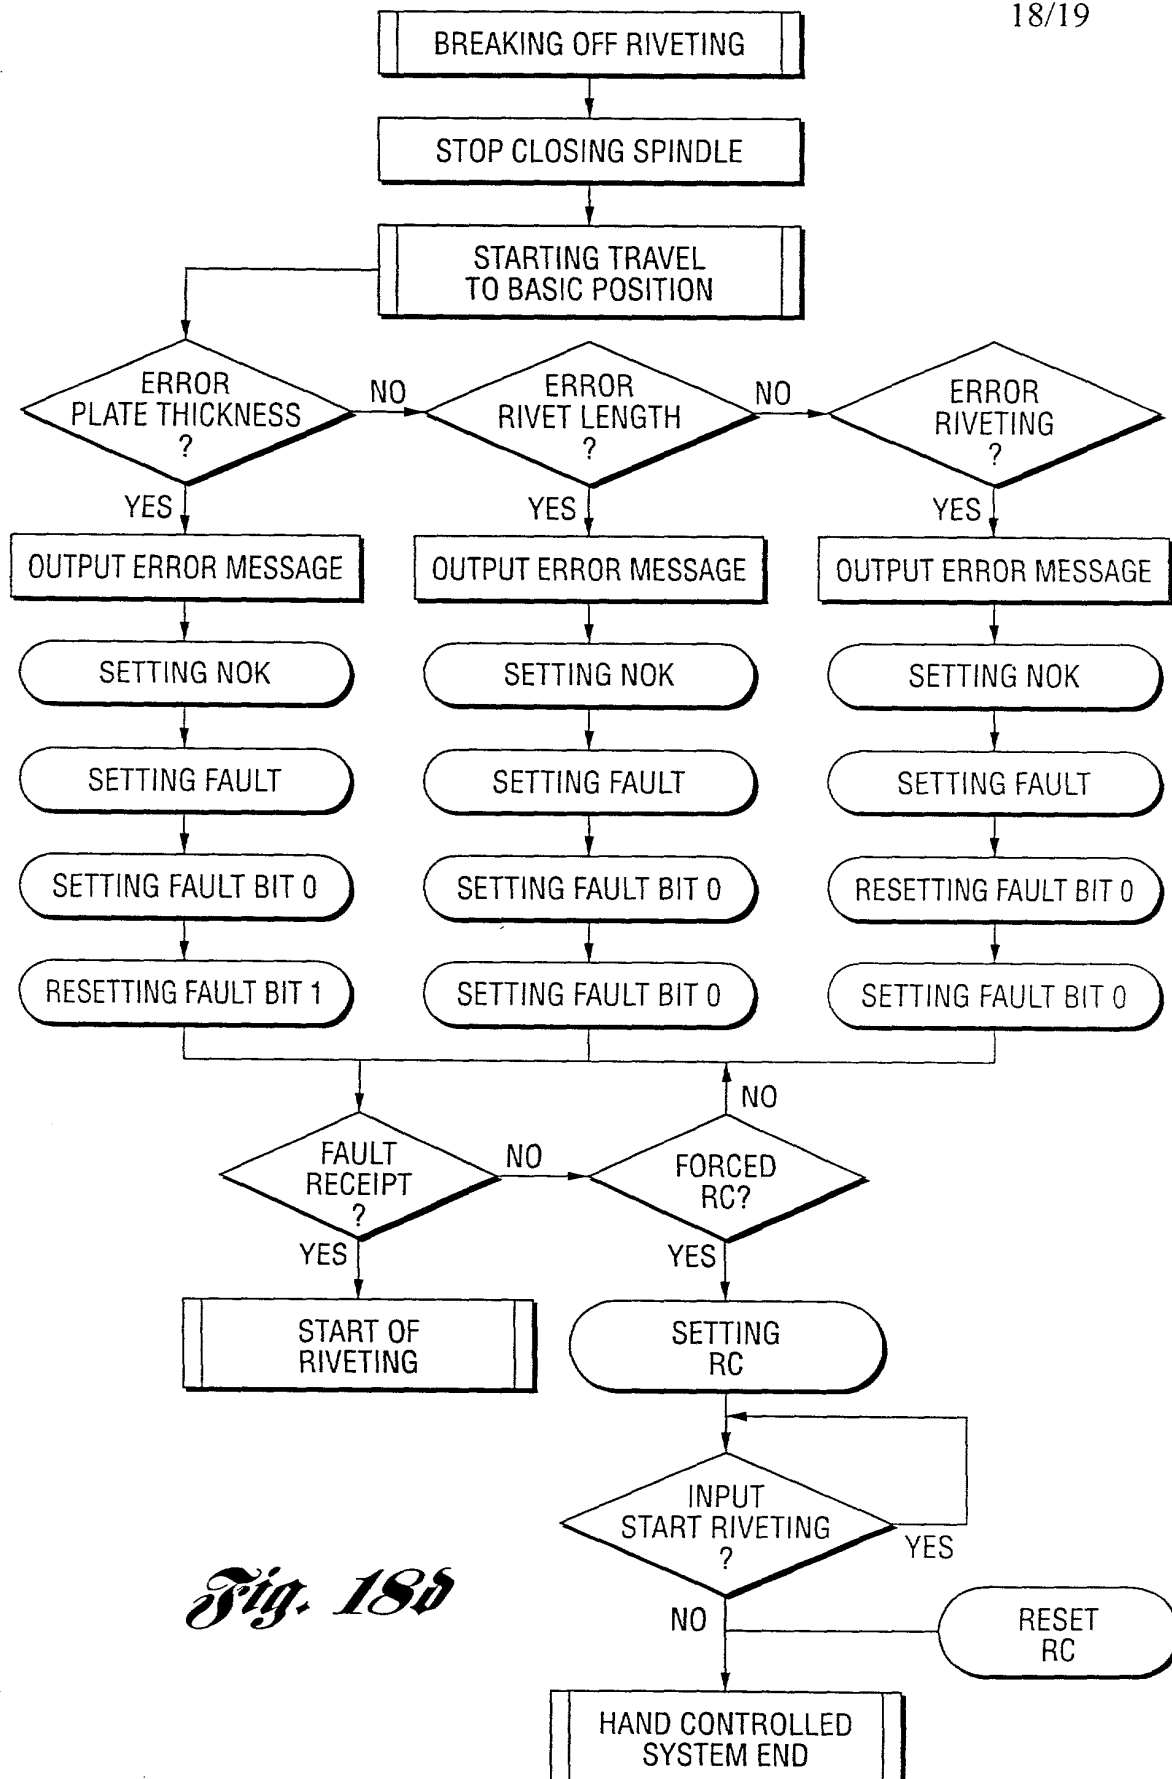 18/19
BREAKING OFF RIVETING
STOP CLOSING SPINDLE
STARTING TRAVEL
TO BASIC POSITION
ERROR
PLATE THICKNESS
?
NO
ERROR
RIVET LENGTH
?
NO
ERROR
RIVETING
?
YES
YES
YES
OUTPUT ERROR MESSAGE
OUTPUT ERROR MESSAGE
OUTPUT ERROR MESSAGE
SETTING NOK
SETTING NOK
SETTING NOK
SETTING FAULT
SETTING FAULT
SETTING FAULT
SETTING FAULT BIT 0
SETTING FAULT BIT 0
RESETTING FAULT BIT 0
RESETTING FAULT BIT 1
SETTING FAULT BIT 0
SETTING FAULT BIT 0
NO
FAULT
RECEIPT
?
NO
FORCED
RC?
YES
YES
START OF
RIVETING
SETTING
RC
INPUT
START RIVETING
?
YES
NO
RESET
RC
HAND CONTROLLED
SYSTEM END
Fig. 18d